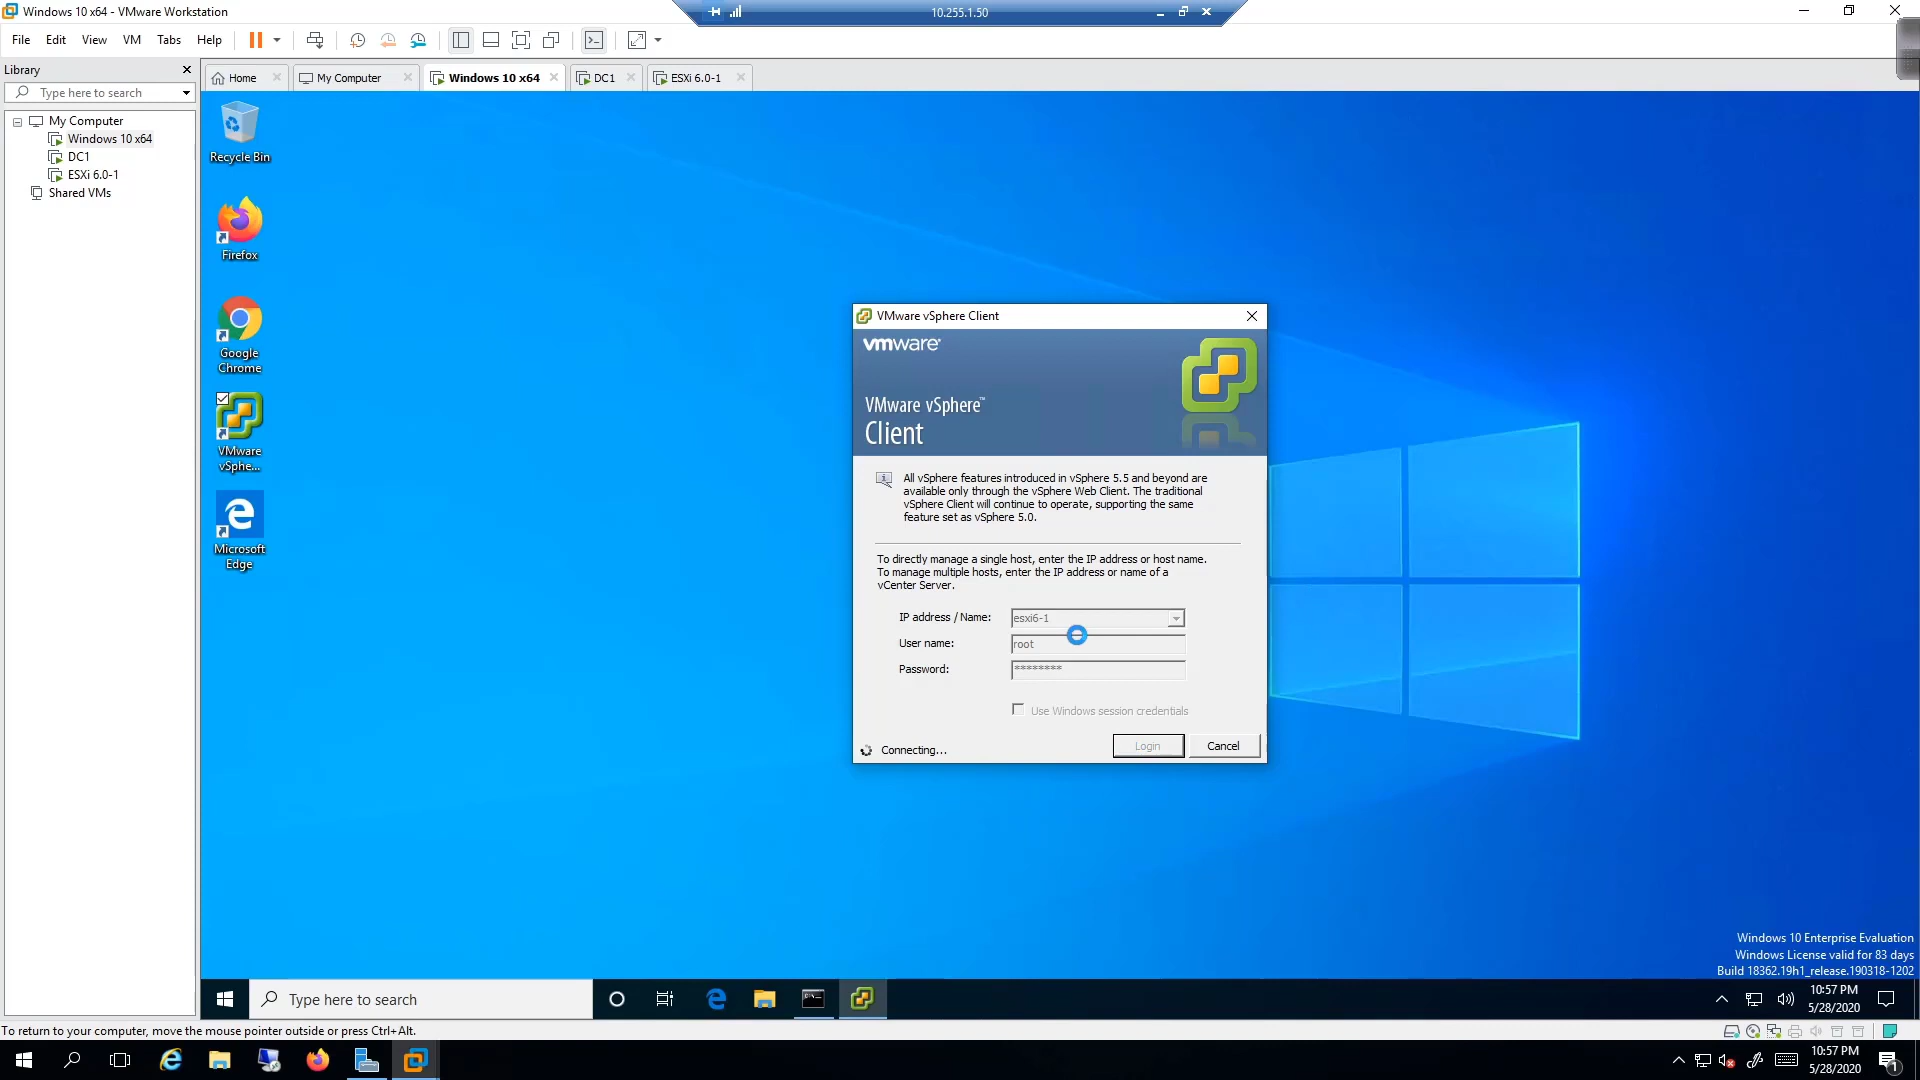 Windows 10 x64 - VMware Workstation
10.255.1.50
File Edit View VM Tabs Help
Library
Type here to search
My Computer
Windows 10 x64
DC1
ESXi 6.0-1
Shared VMs
Home
My Computer
Windows 10 x64
DC1
ESXi 6.0-1
Recycle Bin
Firefox
Google
Chrome
VMware
vSphe...
Microsoft
Edge
VMware vSphere Client
vmware
VMware vSphere™
Client
All vSphere features introduced in vSphere 5.5 and beyond are
available only through the vSphere Web Client. The traditional
vSphere Client will continue to operate, supporting the same
feature set as vSphere 5.0.
To directly manage a single host, enter the IP address or host name.
To manage multiple hosts, enter the IP address or name of a
vCenter Server.
IP address / Name: esxi6-1
User name: root
Password: ********
Use Windows session credentials
Connecting...
Login
Cancel
Windows 10 Enterprise Evaluation
Windows License valid for 83 days
Build 18362.19h1_release.190318-1202
Type here to search
10:57 PM
5/28/2020
To return to your computer, move the mouse pointer outside or press Ctrl+Alt.
10:57 PM
5/28/2020
1